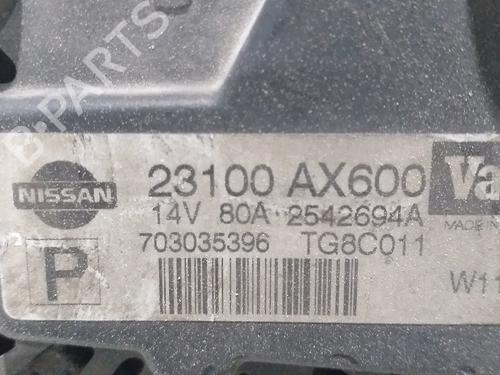 B-PARTS
NISSAN
23100 AX600
Va
14V 80A 2542694A
MADE IN
703035396 TG8C011
P
W11